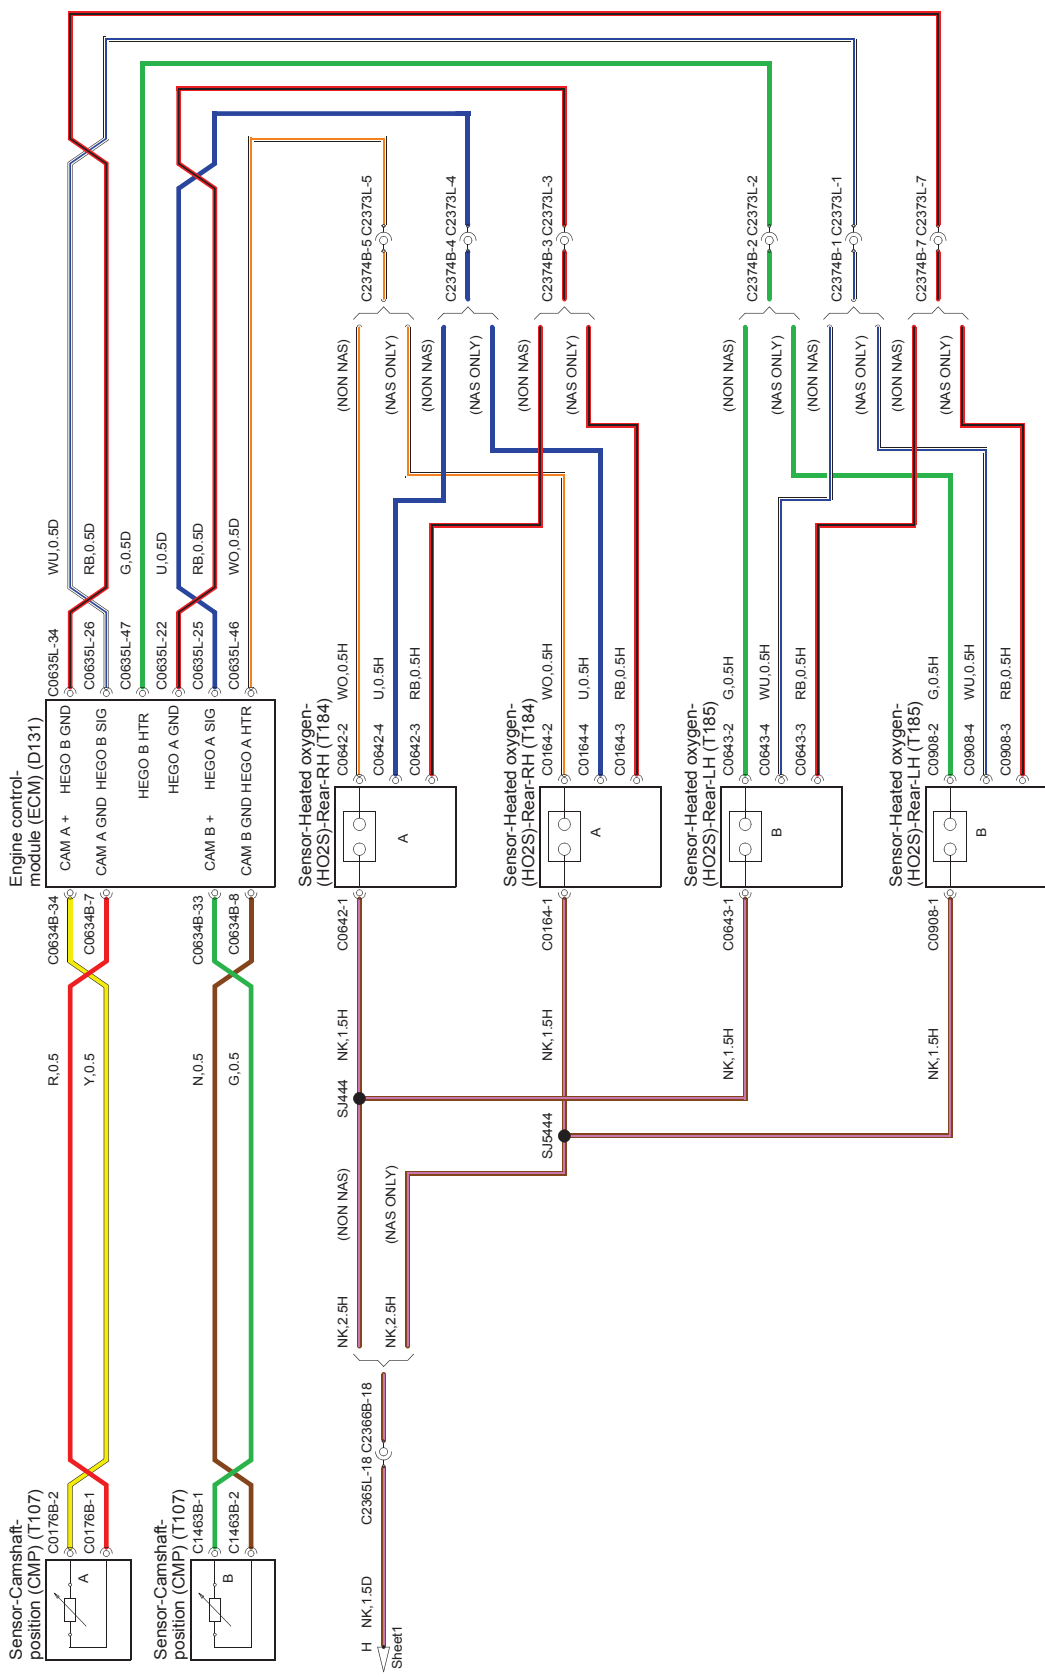 Engine control-
module (ECM) (D131)
C0635L-34
C0635L-26
C0635L-47
C0635L-22
C0635L-25
C0635L-46
WU,0.5D
RB,0.5D
G,0.5D
U,0.5D
RB,0.5D
WO,0.5D
CAM A +
HEGO B GND
CAM A GND
HEGO B SIG
HEGO B HTR
HEGO A GND
CAM B +
HEGO A SIG
CAM B GND
HEGO A HTR
C0634B-34
C0634B-7
C0634B-33
C0634B-8
R,0.5
Y,0.5
N,0.5
G,0.5
Sensor-Camshaft-
position (CMP) (T107)
C0176B-2
C0176B-1
A
Sensor-Camshaft-
position (CMP) (T107)
C1463B-1
C1463B-2
B
C2374B-5 C2373L-5
C2374B-4 C2373L-4
C2374B-3 C2373L-3
C2374B-2 C2373L-2
C2374B-1 C2373L-1
C2374B-7 C2373L-7
(NON NAS)
(NAS ONLY)
(NON NAS)
(NAS ONLY)
(NON NAS)
(NAS ONLY)
(NON NAS)
(NAS ONLY)
(NON NAS)
(NAS ONLY)
(NON NAS)
(NAS ONLY)
Sensor-Heated oxygen-
(HO2S)-Rear-RH (T184)
C0642-2
C0642-4
C0642-3
WO,0.5H
U,0.5H
RB,0.5H
A
C0642-1
NK,1.5H
Sensor-Heated oxygen-
(HO2S)-Rear-RH (T184)
C0164-2
C0164-4
C0164-3
WO,0.5H
U,0.5H
RB,0.5H
A
C0164-1
NK,1.5H
Sensor-Heated oxygen-
(HO2S)-Rear-LH (T185)
C0643-2
C0643-4
C0643-3
G,0.5H
WU,0.5H
RB,0.5H
B
C0643-1
NK,1.5H
Sensor-Heated oxygen-
(HO2S)-Rear-LH (T185)
C0908-2
C0908-4
C0908-3
G,0.5H
WU,0.5H
RB,0.5H
B
C0908-1
NK,1.5H
SJ444
SJ5444
(NON NAS)
(NAS ONLY)
NK,2.5H
NK,2.5H
C2365L-18 C2366B-18
H
NK,1.5D
Sheet1